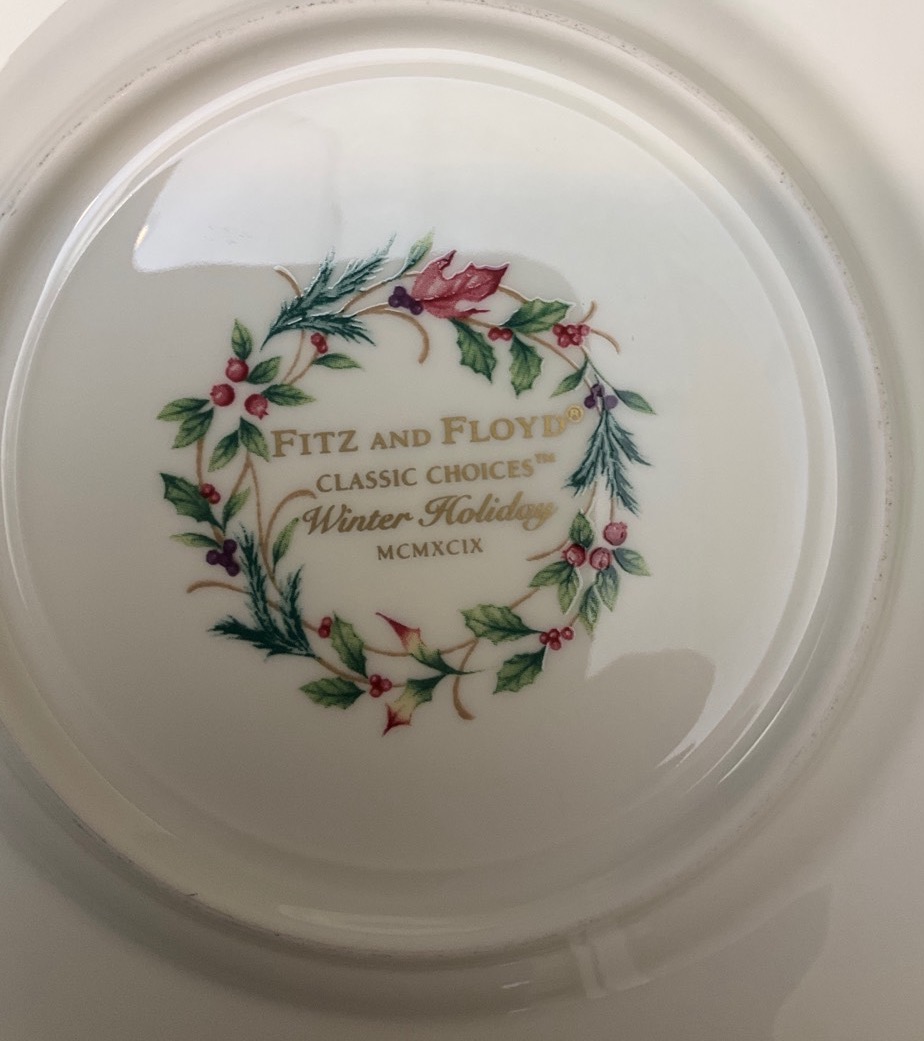 FITZ AND FLOYD®
CLASSIC CHOICES™
Winter Holiday
MCMXCIX